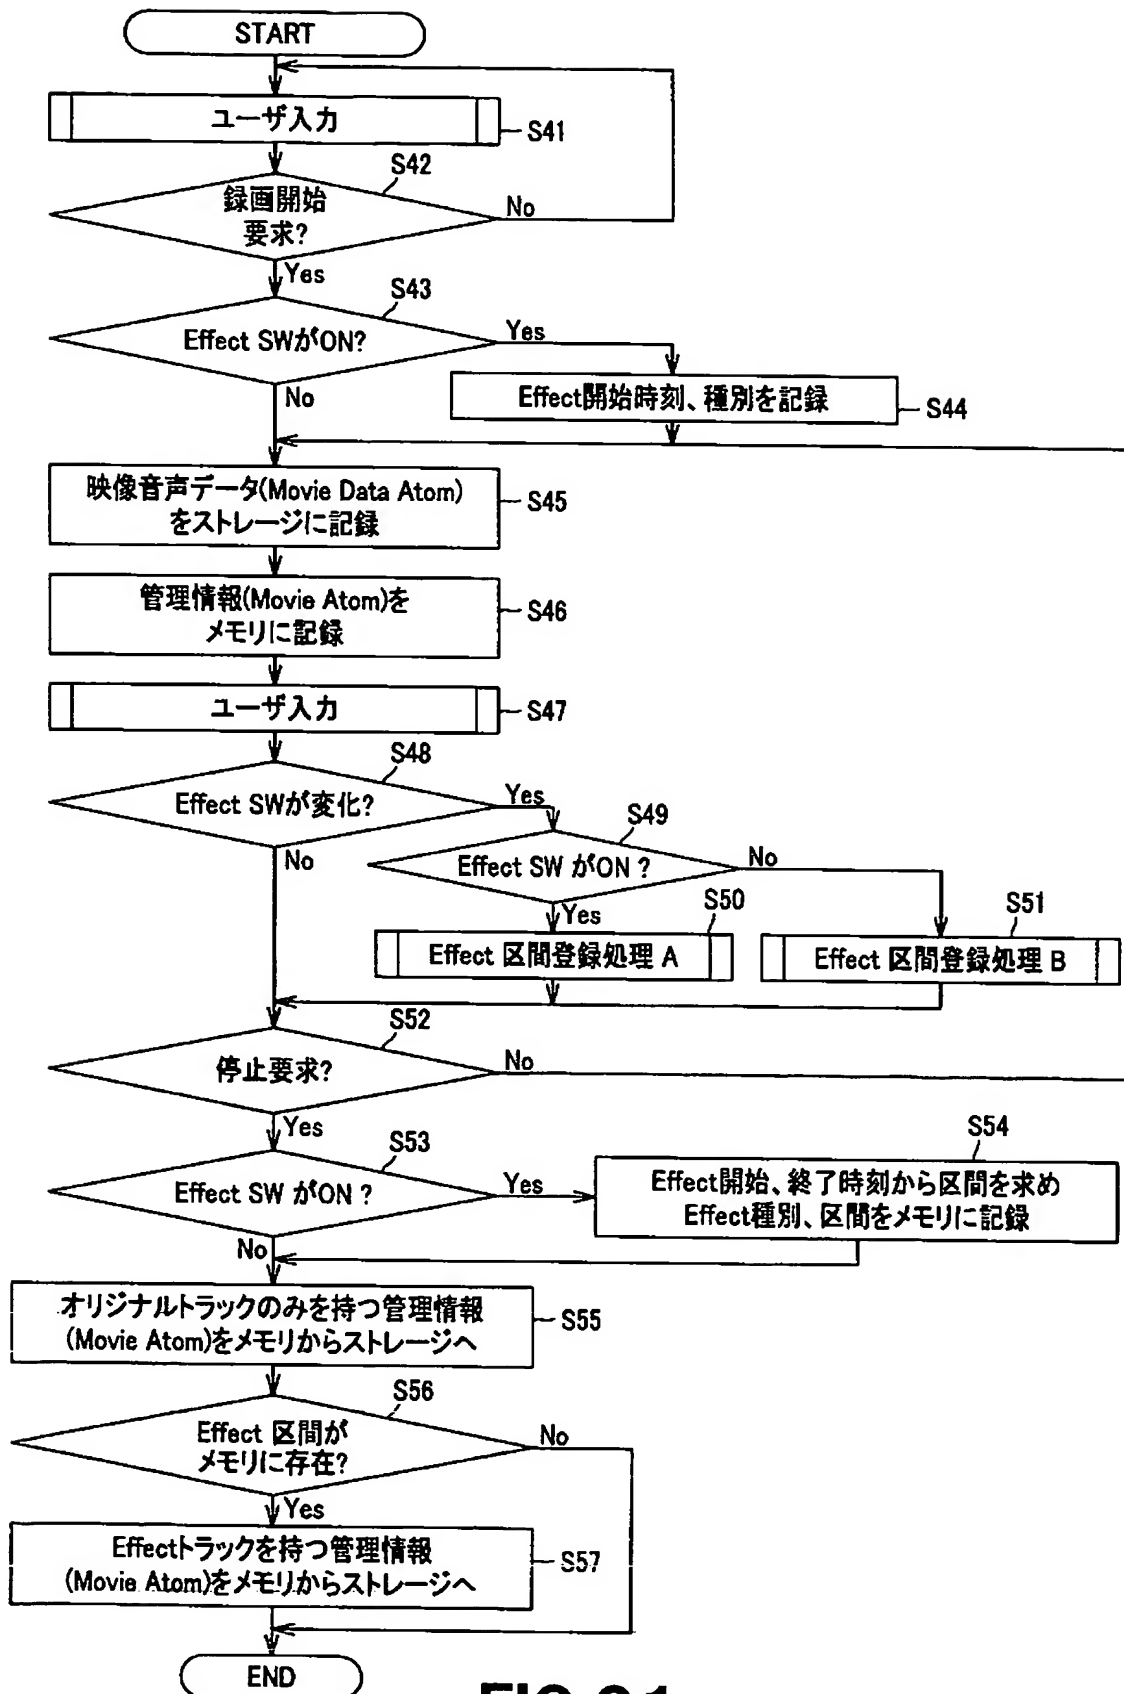 START
ユーザ入力
S41
S42
録画開始
要求?
No
Yes
S43
Effect SWがON?
Yes
No
Effect開始時刻、種別を記録
S44
映像音声データ(Movie Data Atom)
をストレージに記録
S45
管理情報(Movie Atom)を
メモリに記録
S46
ユーザ入力
S47
S48
Effect SWが変化?
Yes
No
S49
Effect SW がON ?
No
Yes
S50
Effect 区間登録処理 A
S51
Effect 区間登録処理 B
S52
停止要求?
No
Yes
S53
Effect SW がON ?
Yes
No
S54
Effect開始、終了時刻から区間を求め
Effect種別、区間をメモリに記録
オリジナルトラックのみを持つ管理情報
(Movie Atom)をメモリからストレージへ
S55
S56
Effect 区間が
メモリに存在?
No
Yes
Effectトラックを持つ管理情報
(Movie Atom)をメモリからストレージへ
S57
END